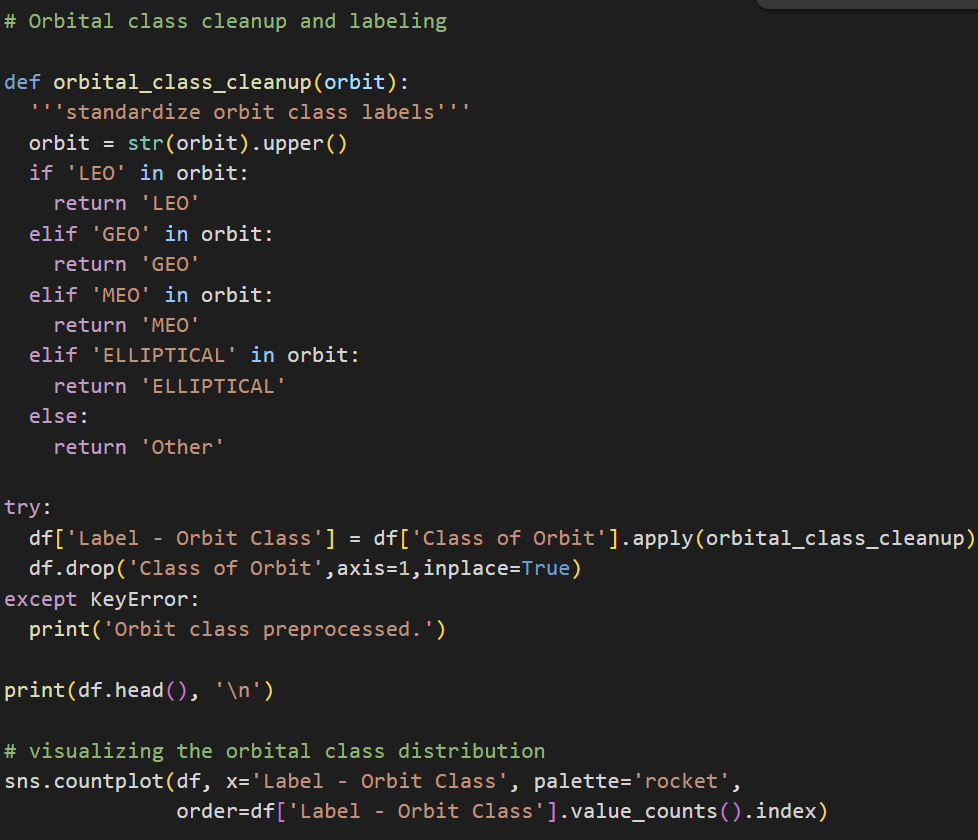 # Orbital class cleanup and labeling
def orbital_class_cleanup(orbit):
  '''standardize orbit class labels'''
  orbit = str(orbit).upper()
  if 'LEO' in orbit:
    return 'LEO'
  elif 'GEO' in orbit:
    return 'GEO'
  elif 'MEO' in orbit:
    return 'MEO'
  elif 'ELLIPTICAL' in orbit:
    return 'ELLIPTICAL'
  else:
    return 'Other'
try:
  df['Label - Orbit Class'] = df['Class of Orbit'].apply(orbital_class_cleanup)
  df.drop('Class of Orbit',axis=1,inplace=True)
except KeyError:
  print('Orbit class preprocessed.')
print(df.head(), '\n')
# visualizing the orbital class distribution
sns.countplot(df, x='Label - Orbit Class', palette='rocket',
              order=df['Label - Orbit Class'].value_counts().index)